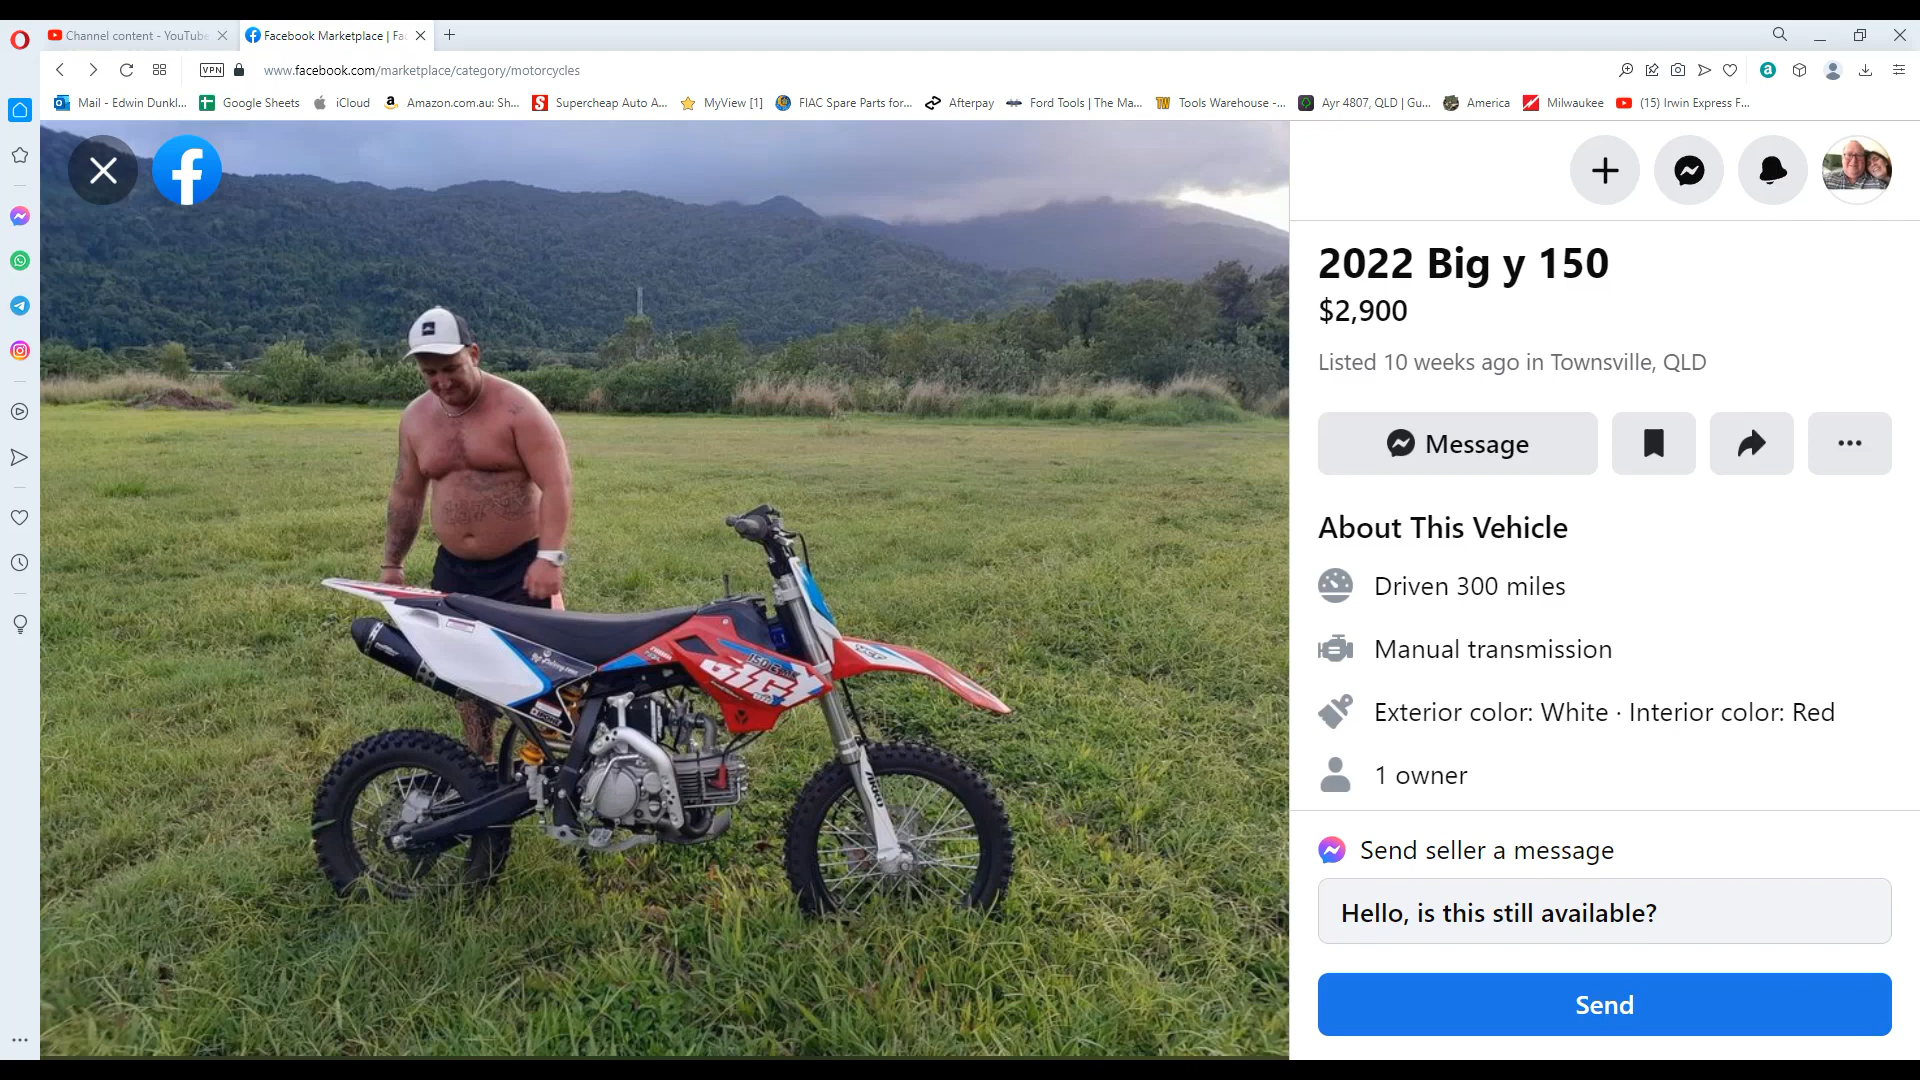 Channel content - YouTube
Facebook Marketplace | Fa
VPN
www.facebook.com/marketplace/category/motorcycles
Mail - Edwin Dunkl...
Google Sheets
iCloud
Amazon.com.au: Sh...
Supercheap Auto A...
MyView [1]
FIAC Spare Parts for...
Afterpay
Ford Tools | The Ma...
Tools Warehouse -...
Ayr 4807, QLD | Gu...
America
Milwaukee
(15) Irwin Express F...
2022 Big y 150
$2,900
Listed 10 weeks ago in Townsville, QLD
Message
About This Vehicle
Driven 300 miles
Manual transmission
Exterior color: White · Interior color: Red
1 owner
Send seller a message
Hello, is this still available?
Send
YCF
BIGY